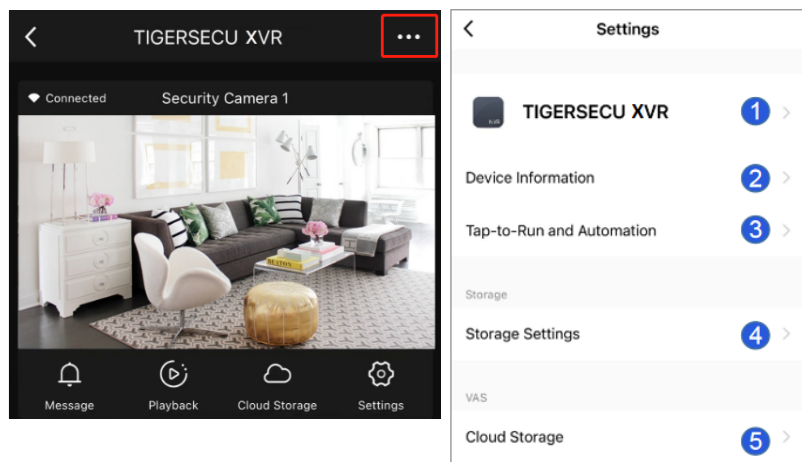 TIGERSECU XVR
Connected
Security Camera 1
Message
Playback
Cloud Storage
Settings
Settings
NVR
TIGERSECU XVR
1
Device Information
2
Tap-to-Run and Automation
3
Storage
Storage Settings
4
VAS
Cloud Storage
5